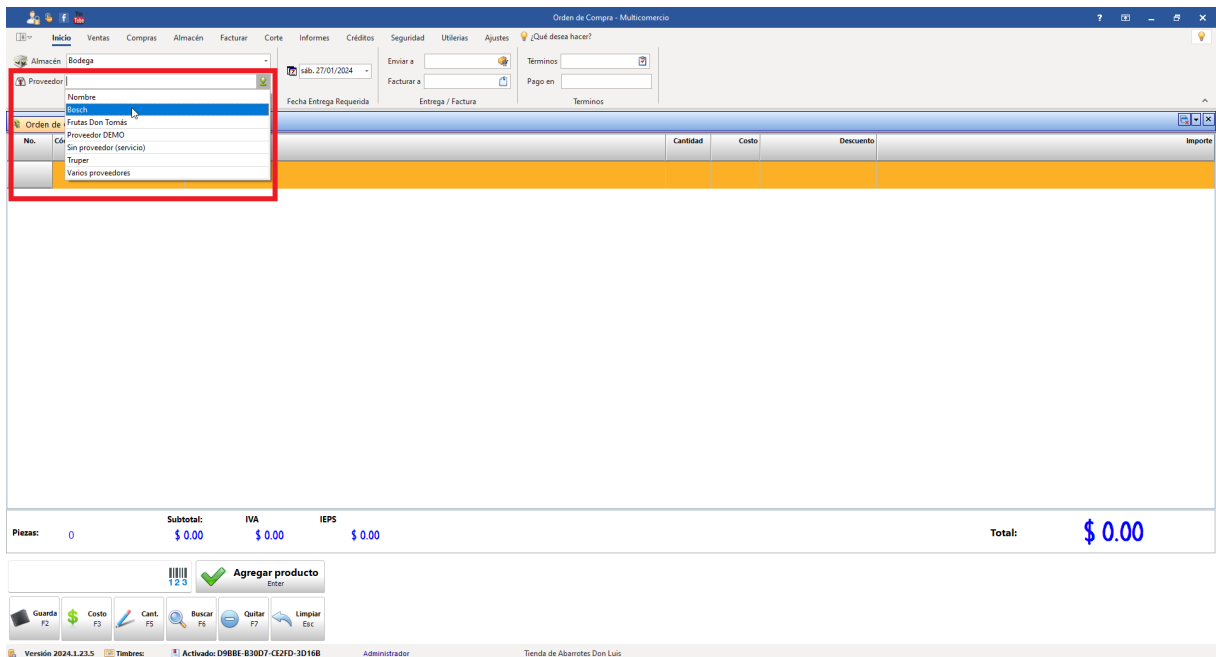 You
Tube
Orden de Compra - Multicomercio
?
Inicio Ventas Compras Almacén Facturar Corte Informes Créditos Seguridad Utilerias Ajustes ¿Qué desea hacer?
Almacén Bodega
Proveedor
sáb. 27/01/2024
Fecha Entrega Requerida
Enviar a
Facturar a
Entrega / Factura
Términos
Pago en
Terminos
Nombre
Bosch
Frutas Don Tomás
Proveedor DEMO
Sin proveedor (servicio)
Truper
Varios proveedores
Orden de
No. Cantidad Costo Descuento Importe
Piezas: 0
Subtotal: IVA IEPS
$ 0.00 $ 0.00 $ 0.00
Total: $ 0.00
1 2 3
Agregar producto
Enter
Guarda
F2
Costo
F3
Cant.
F5
Buscar
F6
Quitar
F7
Limpiar
Esc
Versión 2024.1.23.5 Timbres: Activado: D9BBE-B30D7-CE2FD-3D16B Administrador Tienda de Abarrotes Don Luis